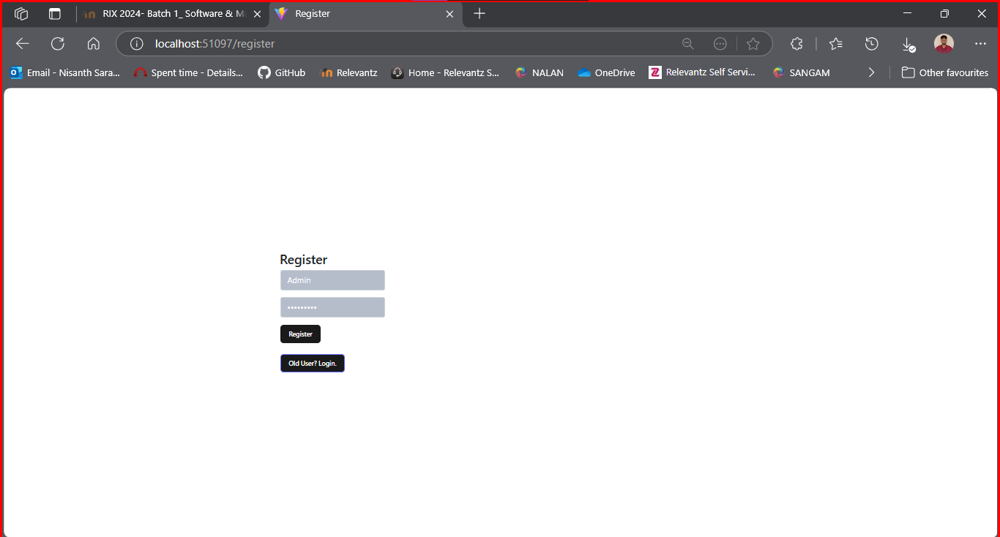 RIX 2024- Batch 1_ Software & Ma
Register
localhost:51097/register
Email - Nisanth Sara...
Spent time - Details...
GitHub
Relevantz
Home - Relevantz S...
NALAN
OneDrive
Relevantz Self Servi...
SANGAM
Other favourites
Register
Admin
•••••••••
Register
Old User? Login.